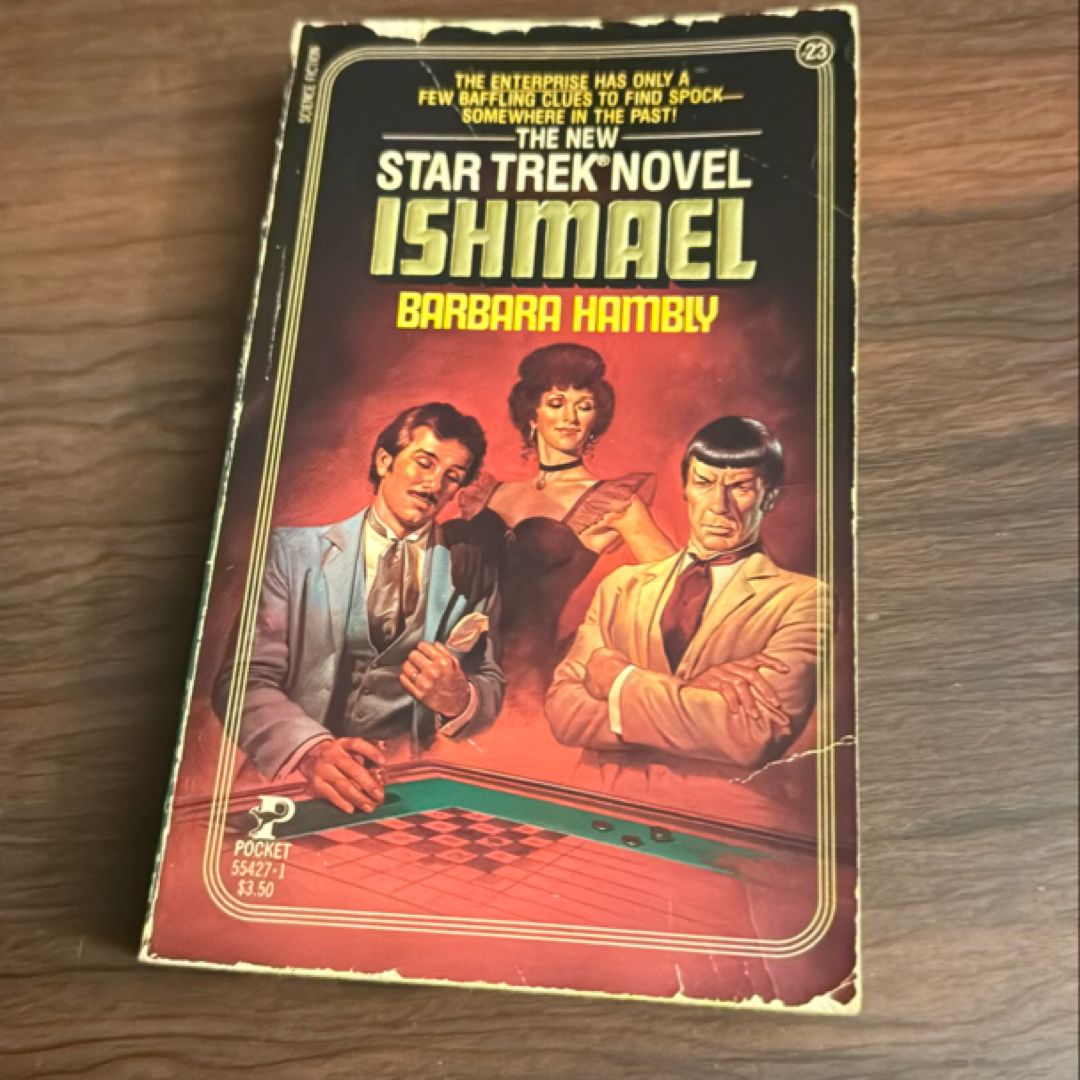 SCIENCE FICTION
23
THE ENTERPRISE HAS ONLY A
FEW BAFFLING CLUES TO FIND SPOCK—
SOMEWHERE IN THE PAST!
THE NEW
STAR TREK® NOVEL
ISHMAEL
BARBARA HAMBLY
P
POCKET
55427·1
$3.50